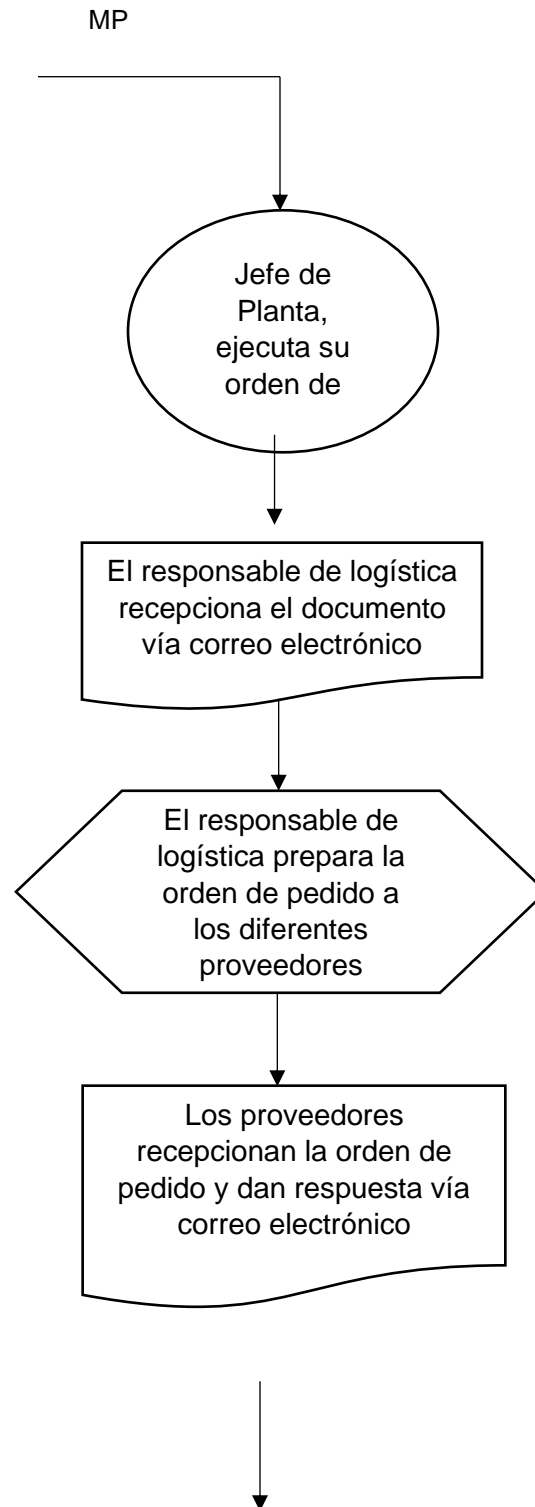 MP
Jefe de
Planta,
ejecuta su
orden de
El responsable de logística
recepciona el documento
vía correo electrónico
El responsable de
logística prepara la
orden de pedido a
los diferentes
proveedores
Los proveedores
recepcionan la orden de
pedido y dan respuesta vía
correo electrónico